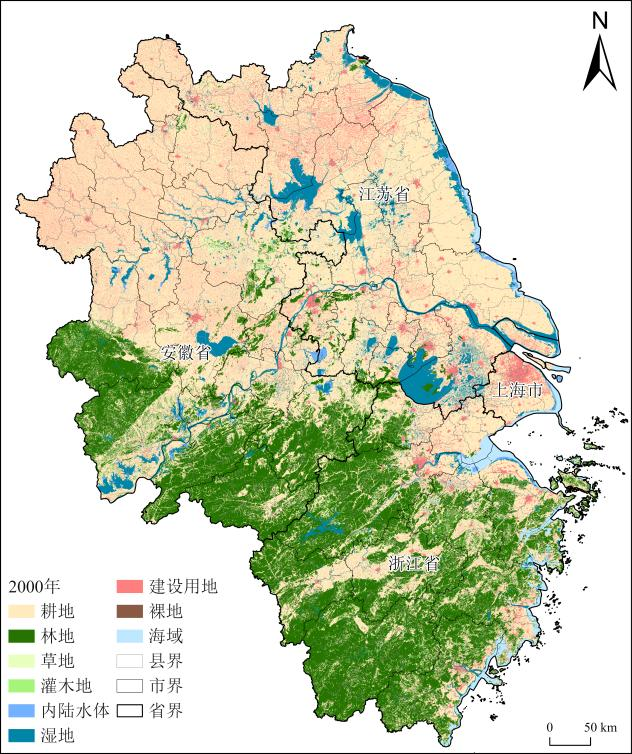 N
江苏省
安徽省
上海市
浙江省
2000年
耕地
林地
草地
灌木地
内陆水体
湿地
建设用地
裸地
海域
县界
市界
省界
0 50 km